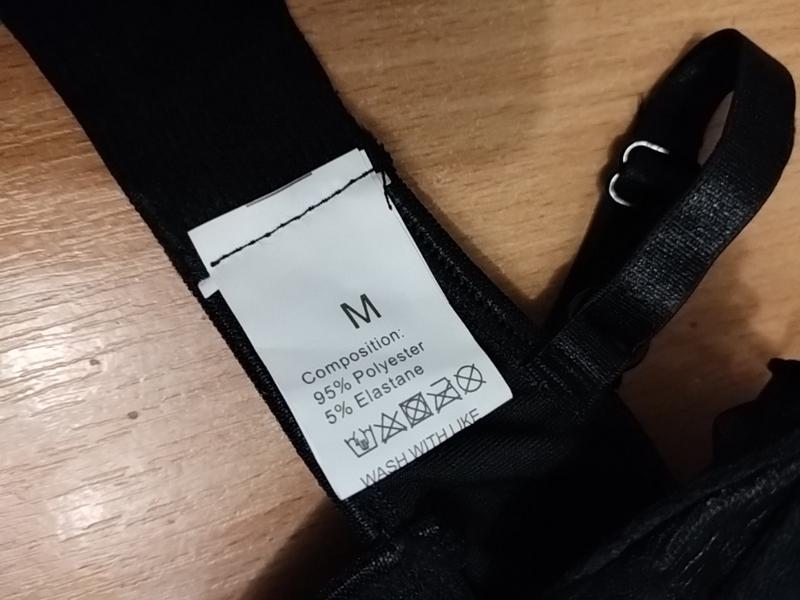 M
Composition:
95% Polyester
5% Elastane
WASH WITH LIKE